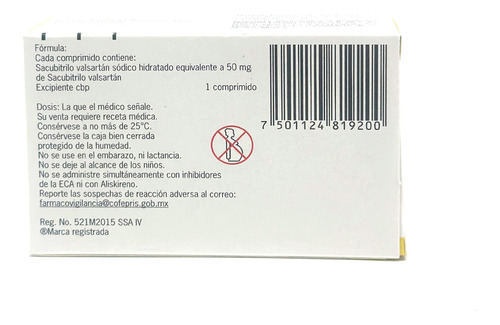 Fórmula:
Cada comprimido contiene:
Sacubitrilo valsartán sódico hidratado equivalente a 50 mg
de Sacubitrilo valsartán
Excipiente cbp 1 comprimido
Dosis: La que el médico señale.
Su venta requiere receta médica.
Consérvese a no más de 25°C.
Consérvese la caja bien cerrada
protegido de la humedad.
No se use en el embarazo, ni lactancia.
No se deje al alcance de los niños.
No se administre simultáneamente con inhibidores
de la ECA ni con Aliskireno.
Reporte las sospechas de reacción adversa al correo:
farmacovigilancia@cofepris.gob.mx
Reg. No. 521M2015 SSA IV
®Marca registrada
7 501124 819200